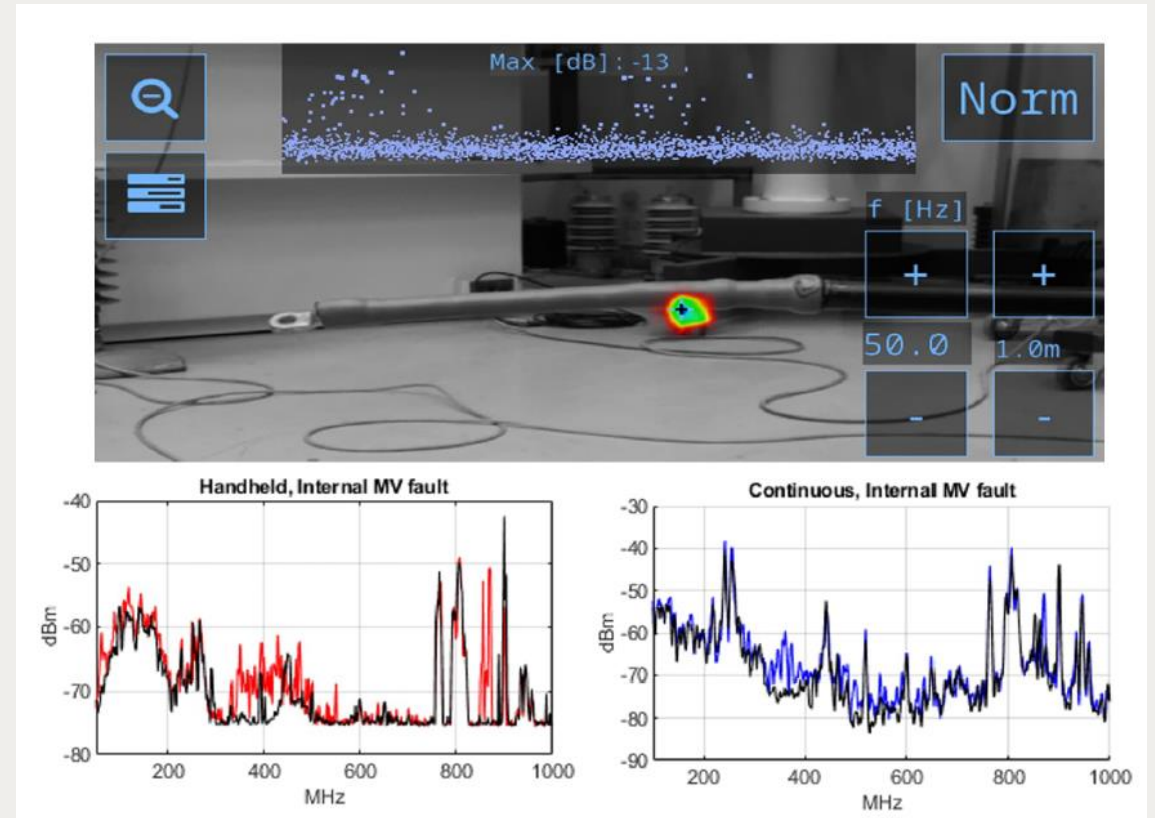 Max [dB]:-13
Norm
f [Hz]
+
+
50.0
1.0m
-
-
Handheld, Internal MV fault
-40
-50
-60
-70
-80
dBm
200
400
600
800
1000
MHz
Continuous, Internal MV fault
-30
-40
-50
-60
-70
-80
-90
dBm
200
400
600
800
1000
MHz